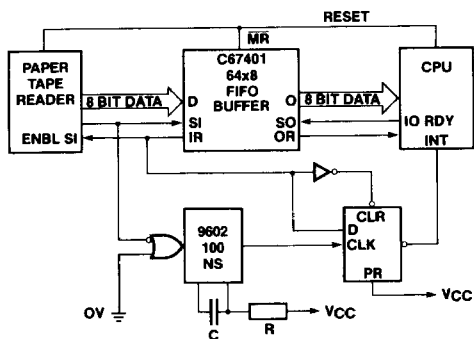 RESET
MR
PAPER
TAPE
READER
ENBL SI
8 BIT DATA
C67401
64x8
FIFO
BUFFER
D
SI
IR
O
SO
OR
8 BIT DATA
CPU
IO RDY
INT
9602
100
NS
CLR
D
CLK
PR
OV
C
R
VCC
VCC